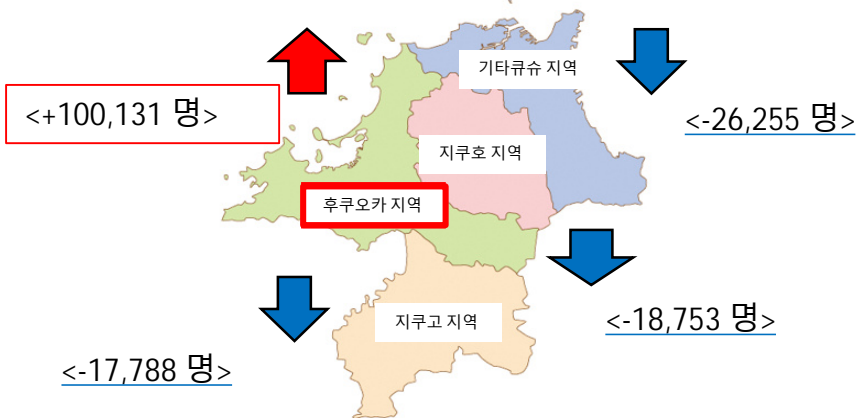 기타큐슈 지역
<+100,131 명>
<-26,255 명>
지쿠호 지역
후쿠오카 지역
지쿠고 지역
<-18,753 명>
<-17,788 명>